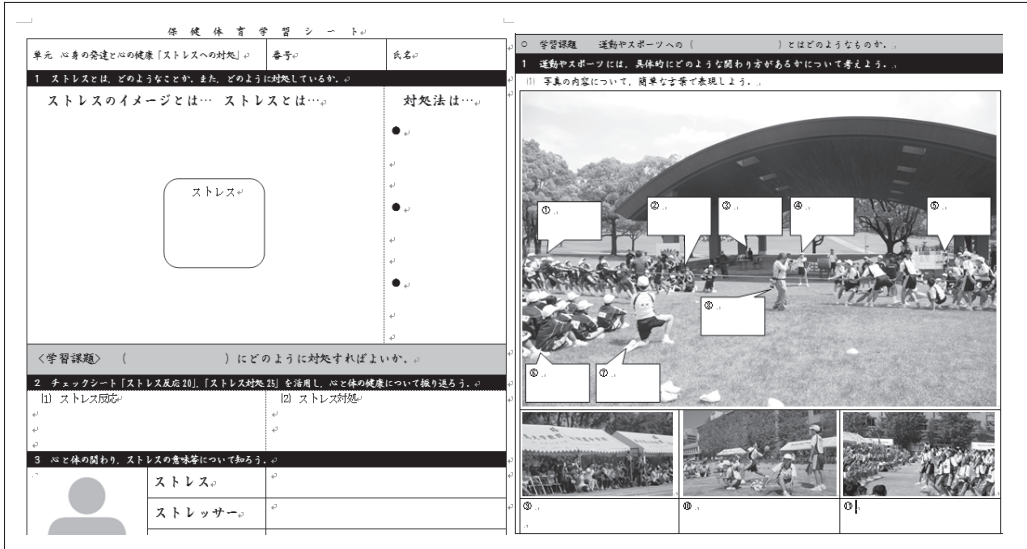 保健体育学習シート
単元 心身の発達と心の健康「ストレスへの対処」
番号
氏名
1 ストレスとは、どのようなことか、また、どのように対処しているか。
ストレスのイメージとは… ストレスとは…
対処法は…
●
●
●
ストレス
〈学習課題〉 （ ）にどのように対処すればよいか。
2 チェックシート「ストレス反応20」、「ストレス対処25」を活用し、心と体の健康について振り返ろう。
(1) ストレス反応
(2) ストレス対処
3 心と体の関わり、ストレスの意味等について知ろう。
ストレス
ストレッサー
○ 学習課題 運動やスポーツへの（ ）とはどのようなものか。
1 運動やスポーツには、具体的にどのような関わり方があるかについて考えよう。
(1) 写真の内容について、簡単な言葉で表現しよう。
①
②
③
④
⑤
⑧
⑥
⑦
⑨
⑩
⑪